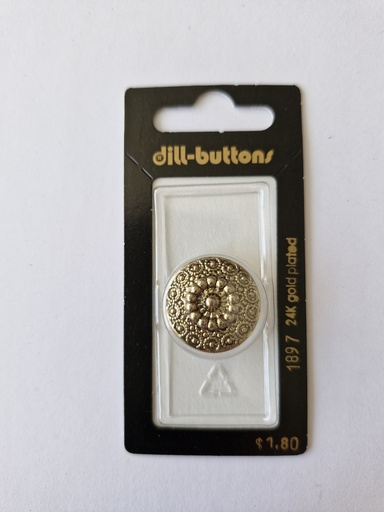 dill-buttons
1897 24K gold plated
$1.80